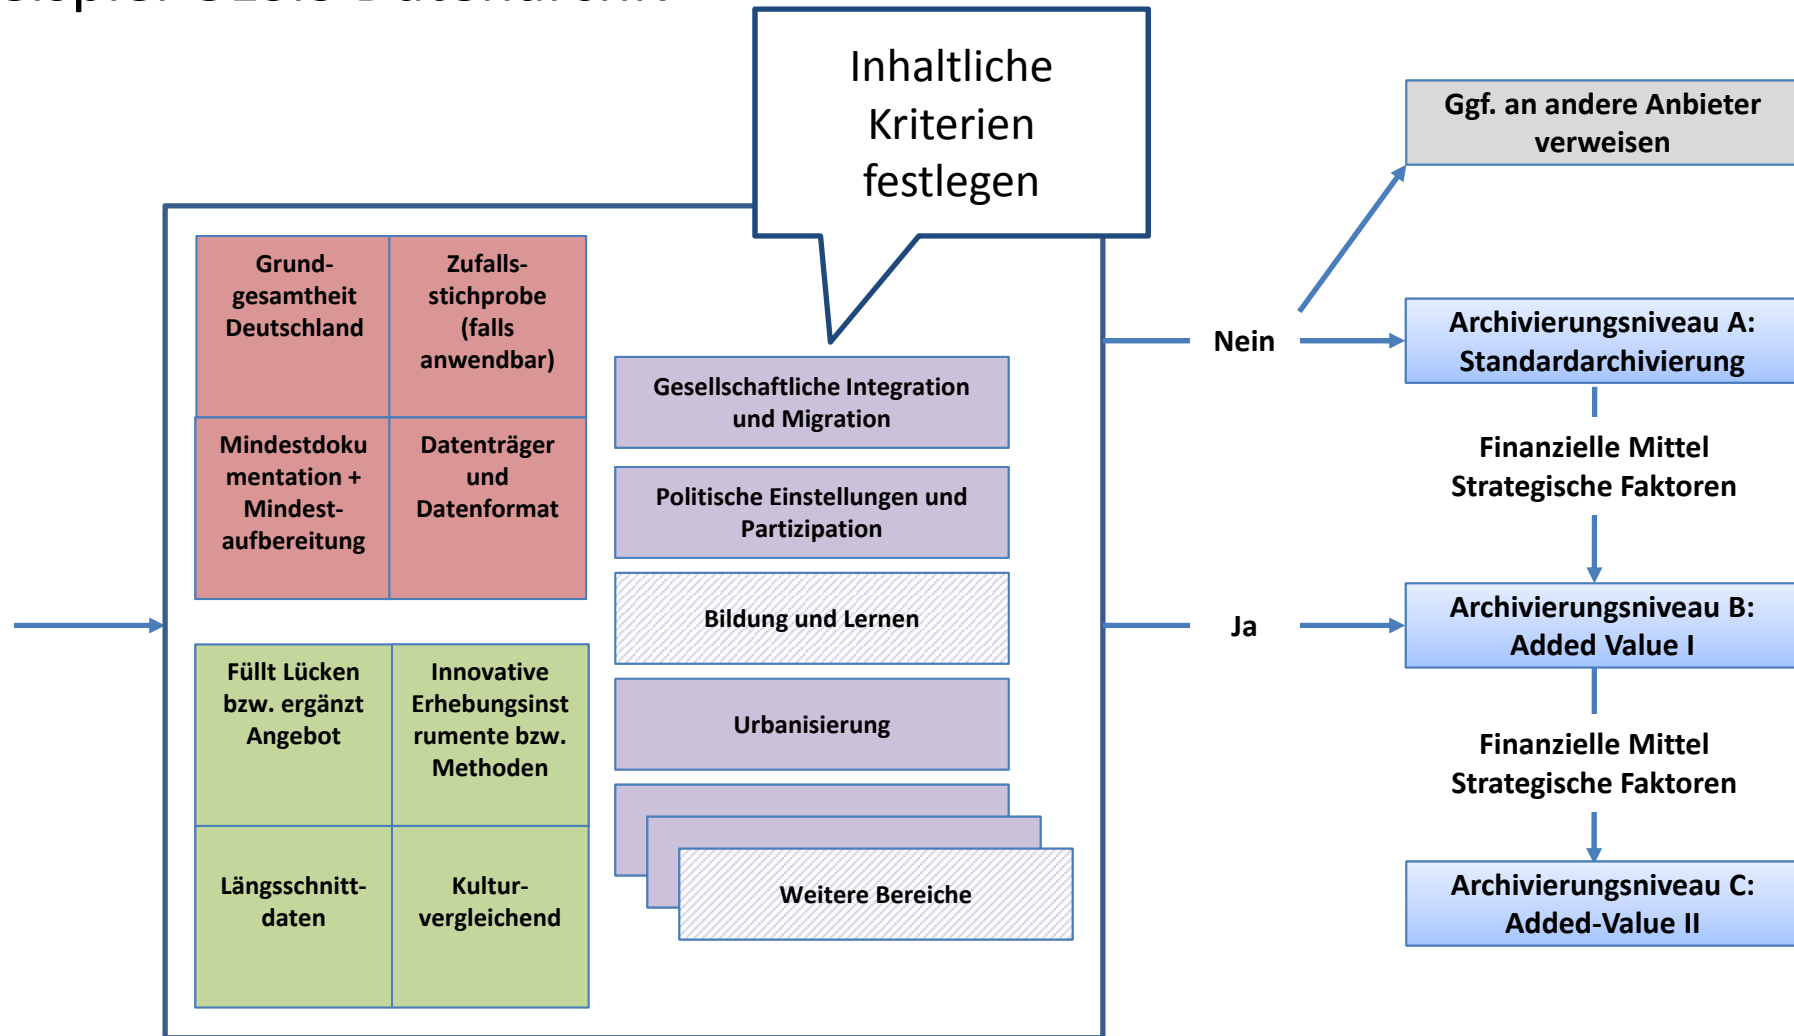 Inhaltliche
Kriterien
festlegen
Grund-
gesamtheit
Deutschland
Zufalls-
stichprobe
(falls
anwendbar)
Mindestdoku
mentation +
Mindest-
aufbereitung
Datenträger
und
Datenformat
Füllt Lücken
bzw. ergänzt
Angebot
Innovative
Erhebungsinst
rumente bzw.
Methoden
Längsschnitt-
daten
Kultur-
vergleichend
Gesellschaftliche Integration
und Migration
Politische Einstellungen und
Partizipation
Bildung und Lernen
Urbanisierung
Weitere Bereiche
Nein
Ja
Ggf. an andere Anbieter
verweisen
Archivierungsniveau A:
Standardarchivierung
Finanzielle Mittel
Strategische Faktoren
Archivierungsniveau B:
Added Value I
Finanzielle Mittel
Strategische Faktoren
Archivierungsniveau C:
Added-Value II